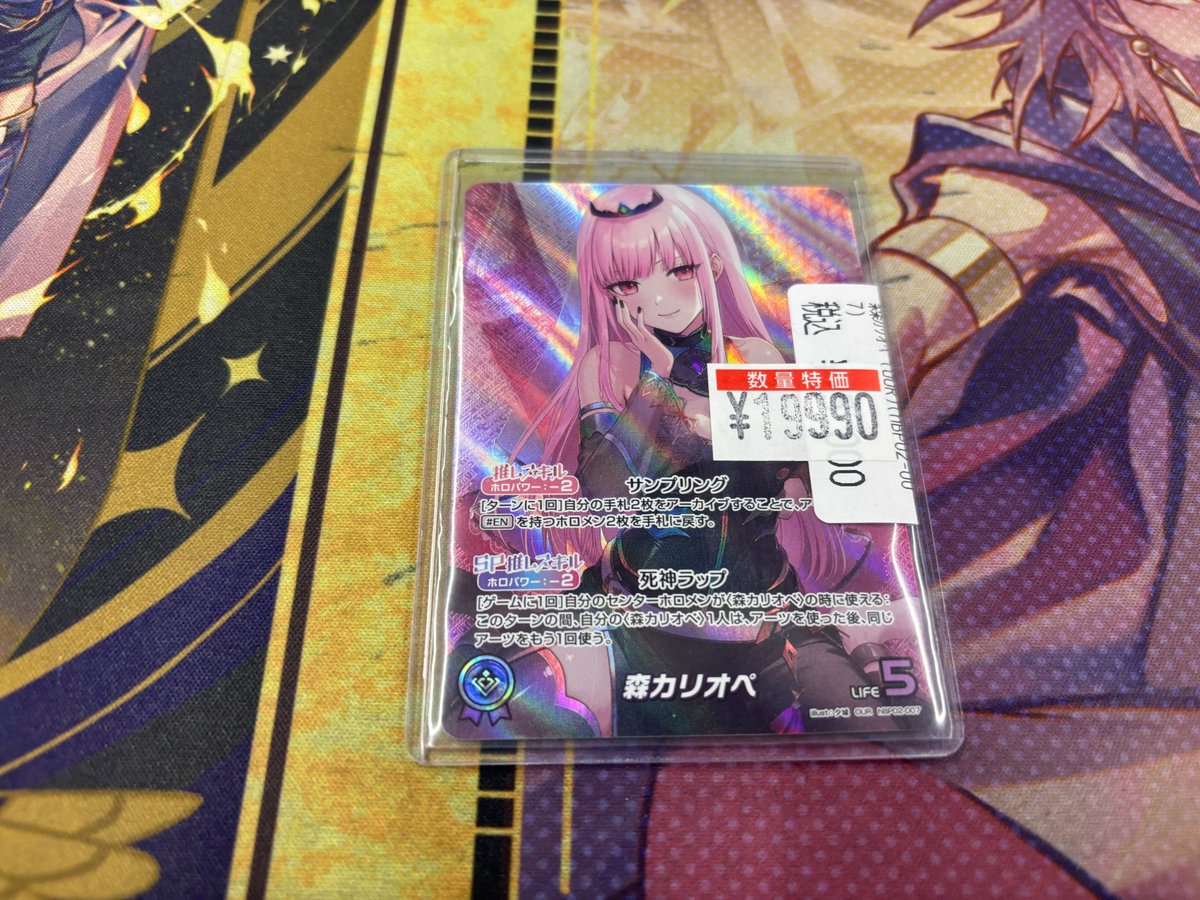 税込
数量特価
¥19990
00
推しスキル
ホロパワー：－2
サンプリング
[ターンに1回]自分の手札2枚をアーカイブすることで、ア
#EN を持つホロメン2枚を手札に戻す。
SP推しスキル
ホロパワー：－2
死神ラップ
[ゲームに1回]自分のセンターホロメンが〈森カリオペ〉の時に使える：
このターンの間、自分の〈森カリオペ〉1人は、アーツを使った後、同じ
アーツをもう1回使う。
森カリオペ
LIFE 5
illust：夕城 OUR hBP02-007